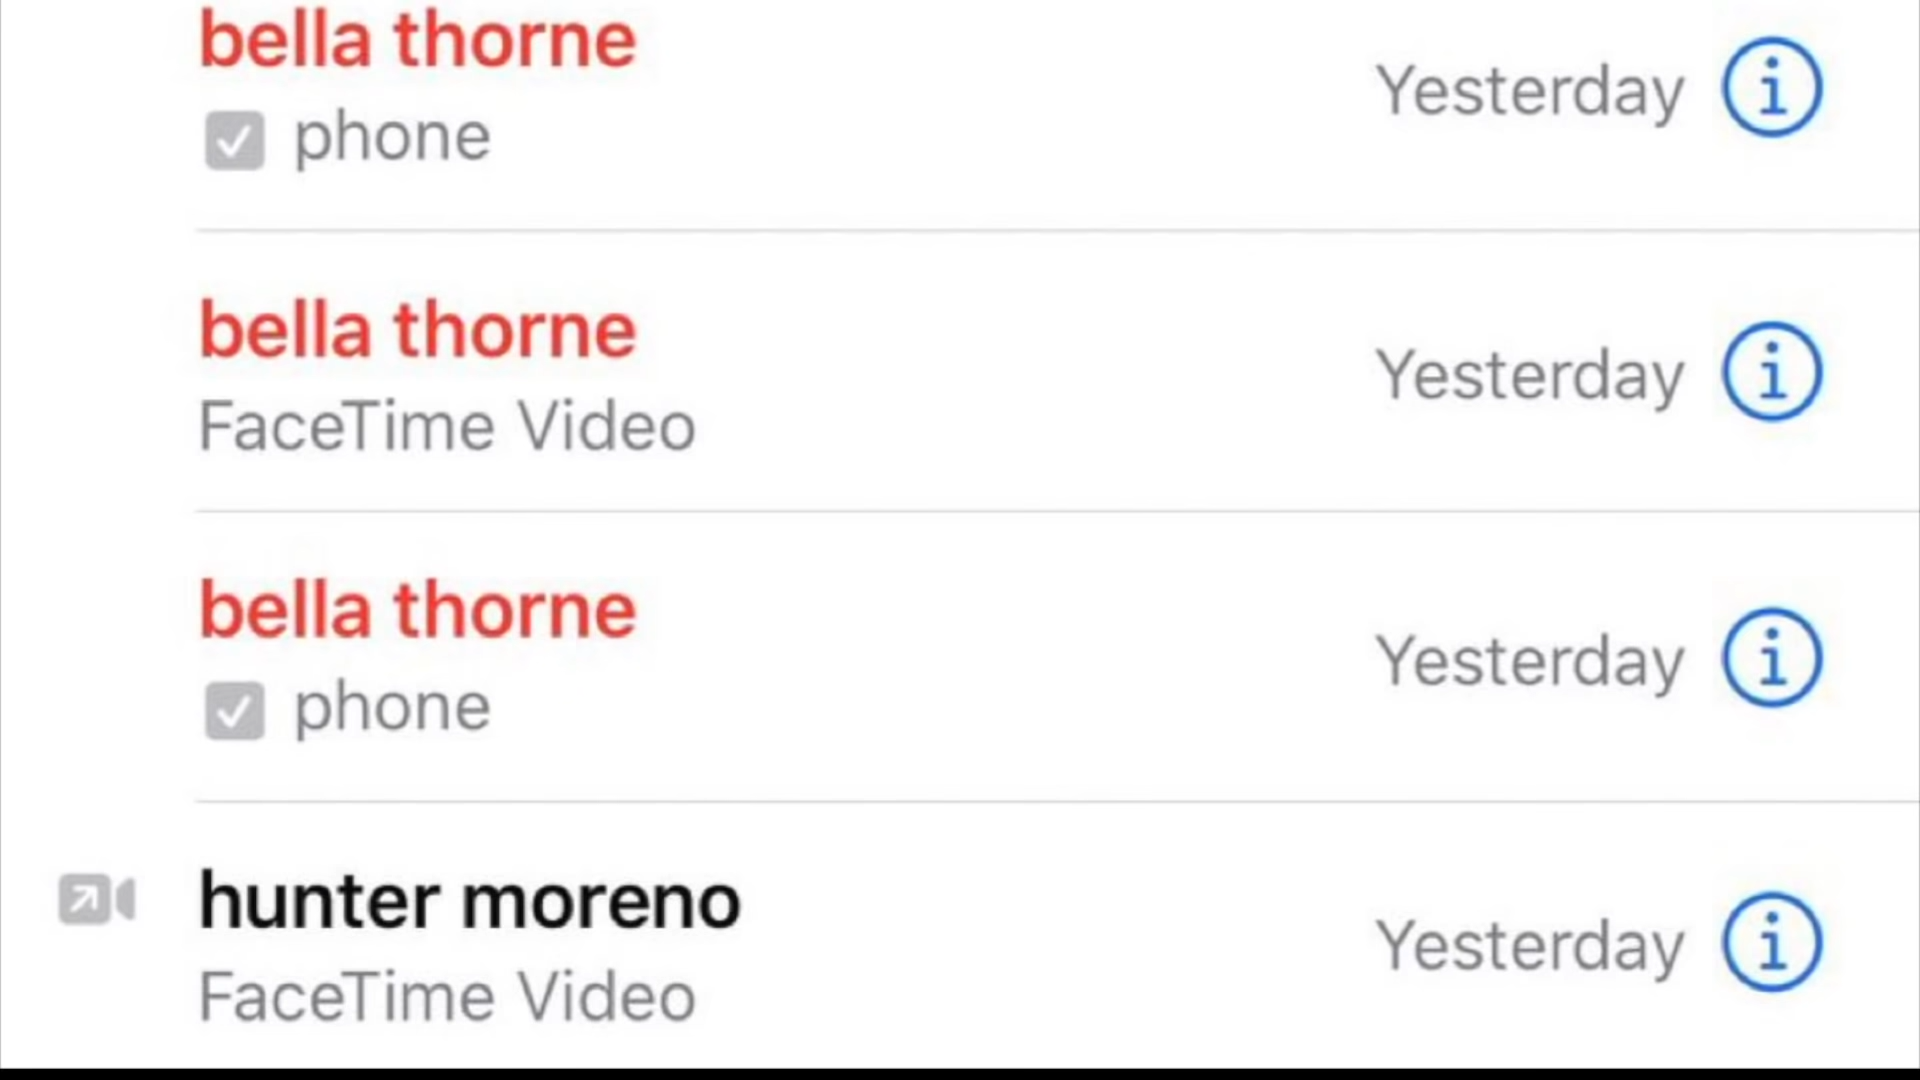 bella thorne
phone
Yesterday
bella thorne
FaceTime Video
Yesterday
bella thorne
phone
Yesterday
hunter moreno
FaceTime Video
Yesterday